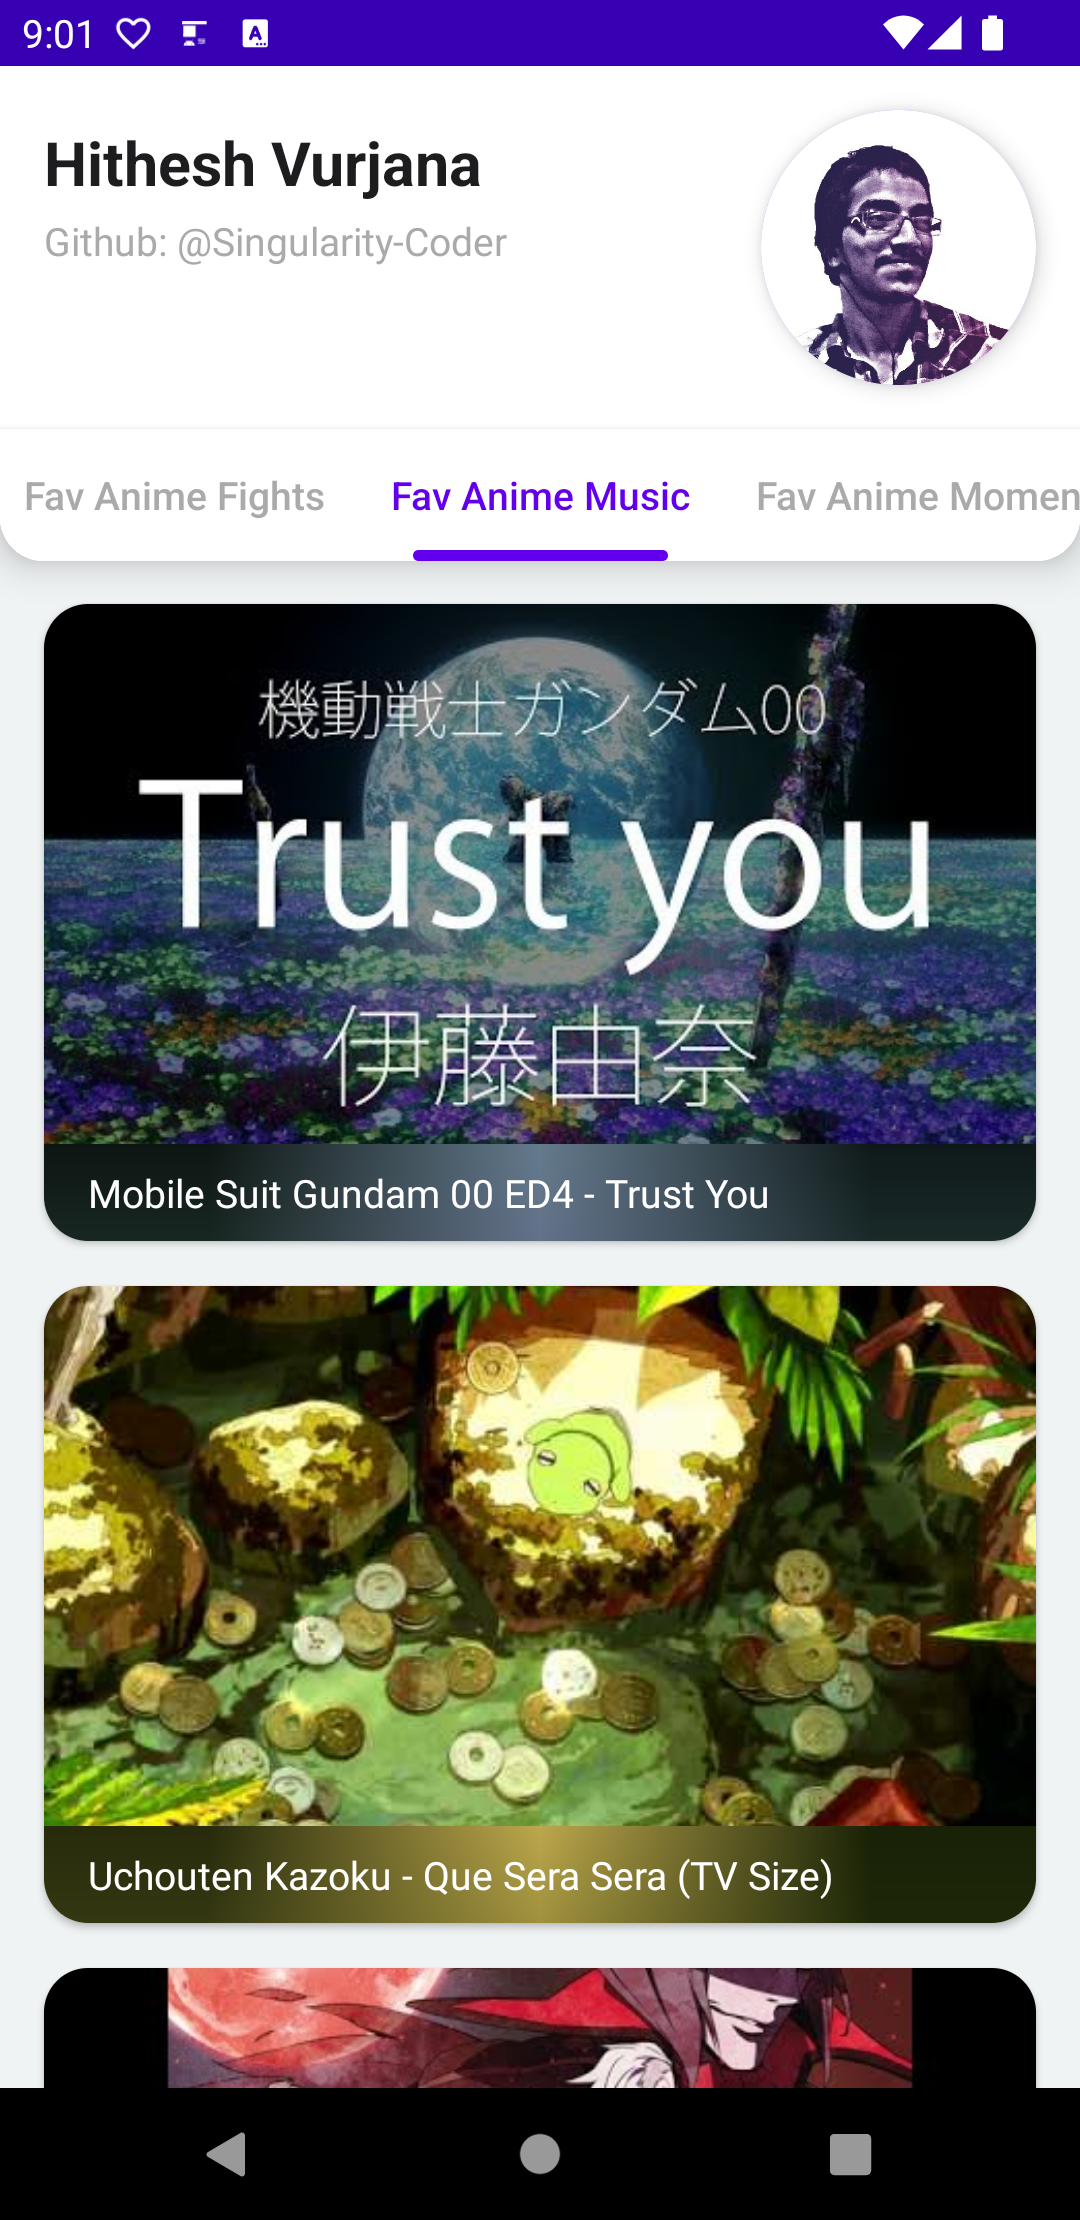 9:01
Hithesh Vurjana
Github: @Singularity-Coder
Fav Anime Fights
Fav Anime Music
Fav Anime Momen
機動戦士ガンダム00
Trust you
伊藤由奈
Mobile Suit Gundam 00 ED4 - Trust You
Uchouten Kazoku - Que Sera Sera (TV Size)